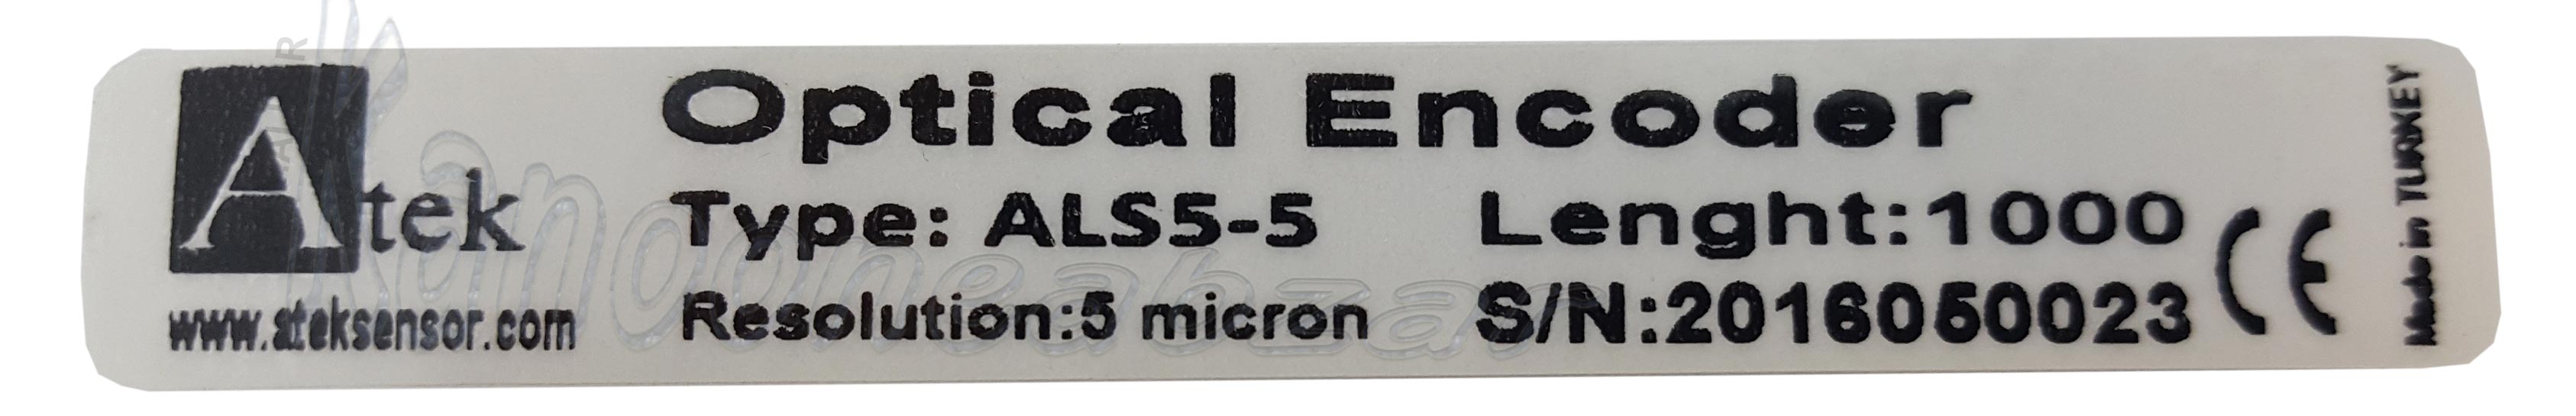 Atek
www.ateksensor.com
Optical Encoder
Type: ALS5-5
Lenght:1000
Resolution:5 micron
S/N:2016050023
CE
Made in TURKEY
Kanooneabzar